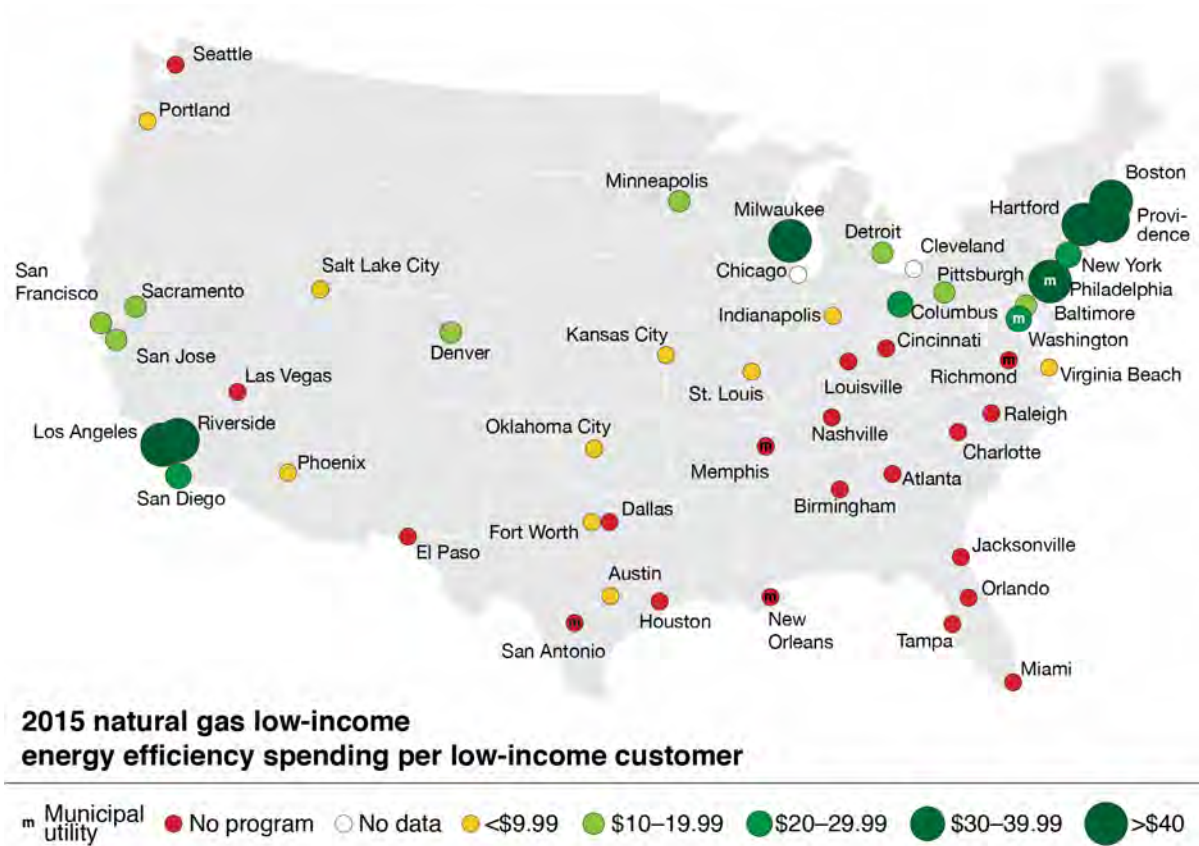 Seattle
Portland
Minneapolis
Boston
Milwaukee
Hartford
Provi-
dence
Detroit
Cleveland
San
Francisco
Salt Lake City
Chicago
Pittsburgh
New York
Sacramento
m
Philadelphia
Indianapolis
Columbus
m
Baltimore
Kansas City
Denver
Cincinnati
Washington
San Jose
Las Vegas
St. Louis
Louisville
Richmond
m
Virginia Beach
Los Angeles
Riverside
Oklahoma City
Nashville
Raleigh
Memphis
m
Charlotte
Phoenix
San Diego
Atlanta
Birmingham
Fort Worth
Dallas
El Paso
Jacksonville
Austin
Orlando
m
Houston
m
New
Orleans
San Antonio
Tampa
Miami
2015 natural gas low-income
energy efficiency spending per low-income customer
m Municipal
utility
No program
No data
<$9.99
$10–19.99
$20–29.99
$30–39.99
>$40